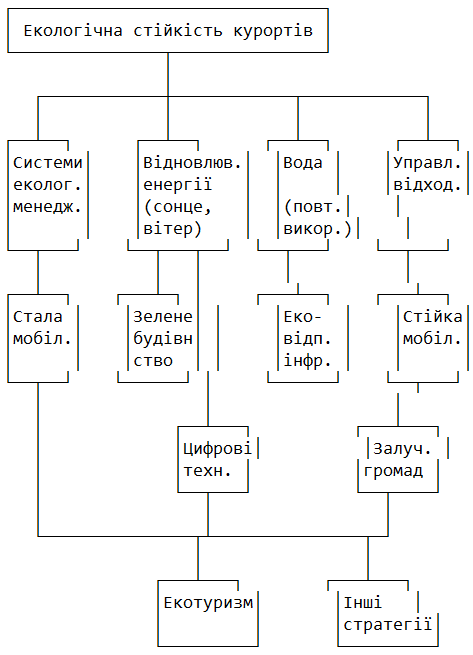 Екологічна стійкість курортів
Системи
еколог.
менедж.
Відновлюв.
енергії
(сонце,
вітер)
Вода
(повт.
викор.)
Управл.
відход.
Стала
мобіл.
Зелене
будівн
ство
Еко-
відп.
інфр.
Стійка
мобіл.
Цифрові
техн.
Залуч.
громад
Екотуризм
Інші
стратегії